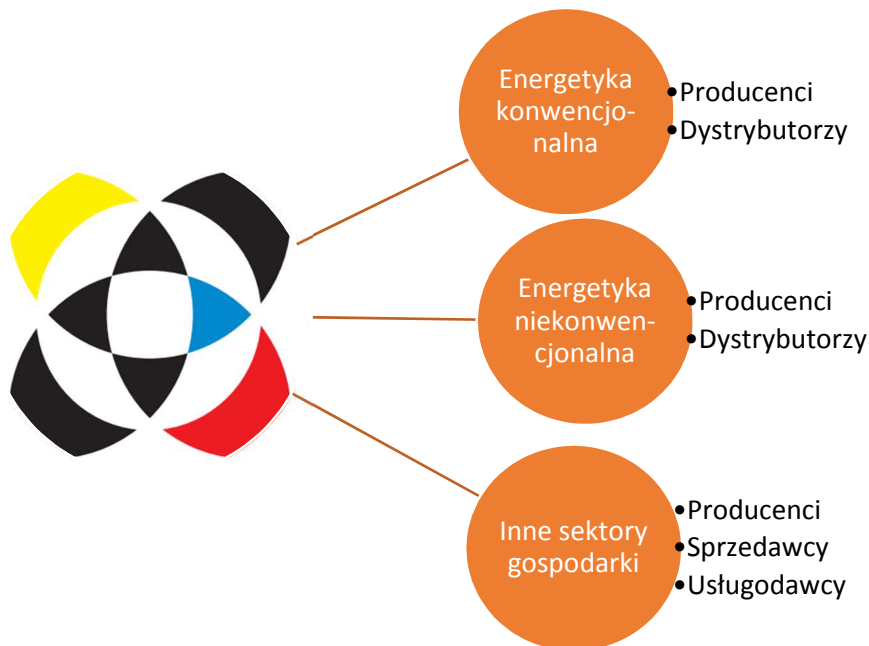 Energetyka
konwencjo-
nalna
•Producenci
•Dystrybutorzy
Energetyka
niekonwen-
cjonalna
•Producenci
•Dystrybutorzy
Inne sektory
gospodarki
•Producenci
•Sprzedawcy
•Usługodawcy